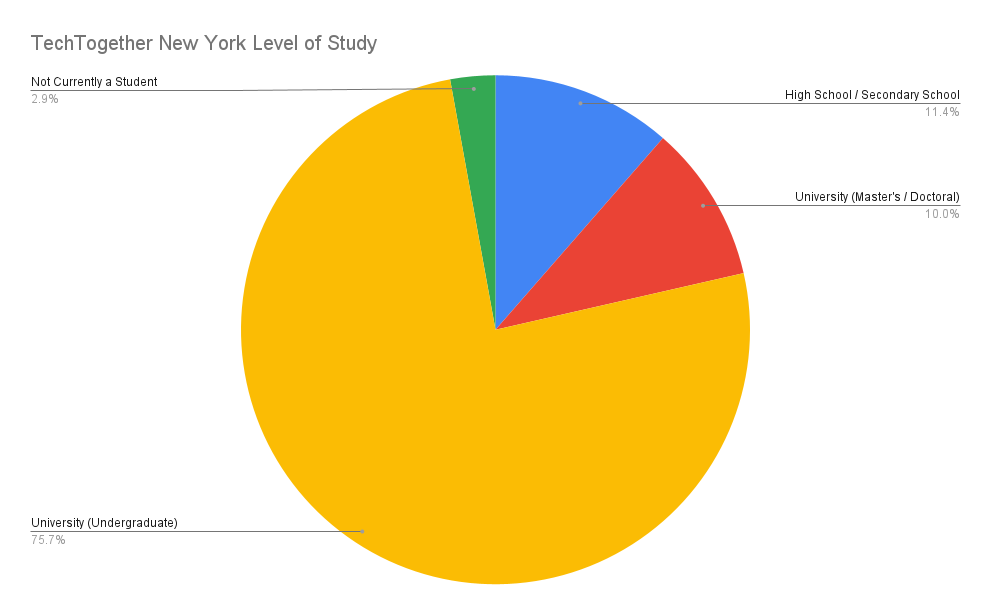 TechTogether New York Level of Study
Not Currently a Student
2.9%
High School / Secondary School
11.4%
University (Master's / Doctoral)
10.0%
University (Undergraduate)
75.7%